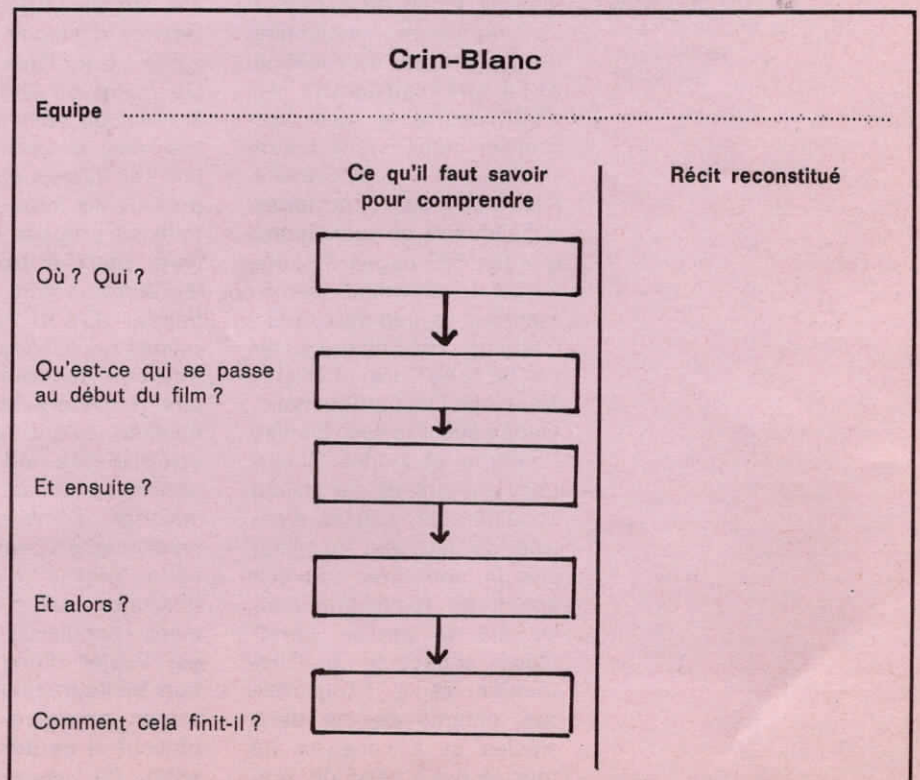 Crin-Blanc
Equipe
Ce qu'il faut savoir
pour comprendre
Récit reconstitué
Où ? Qui ?
Qu'est-ce qui se passe
au début du film ?
Et ensuite ?
Et alors ?
Comment cela finit-il ?